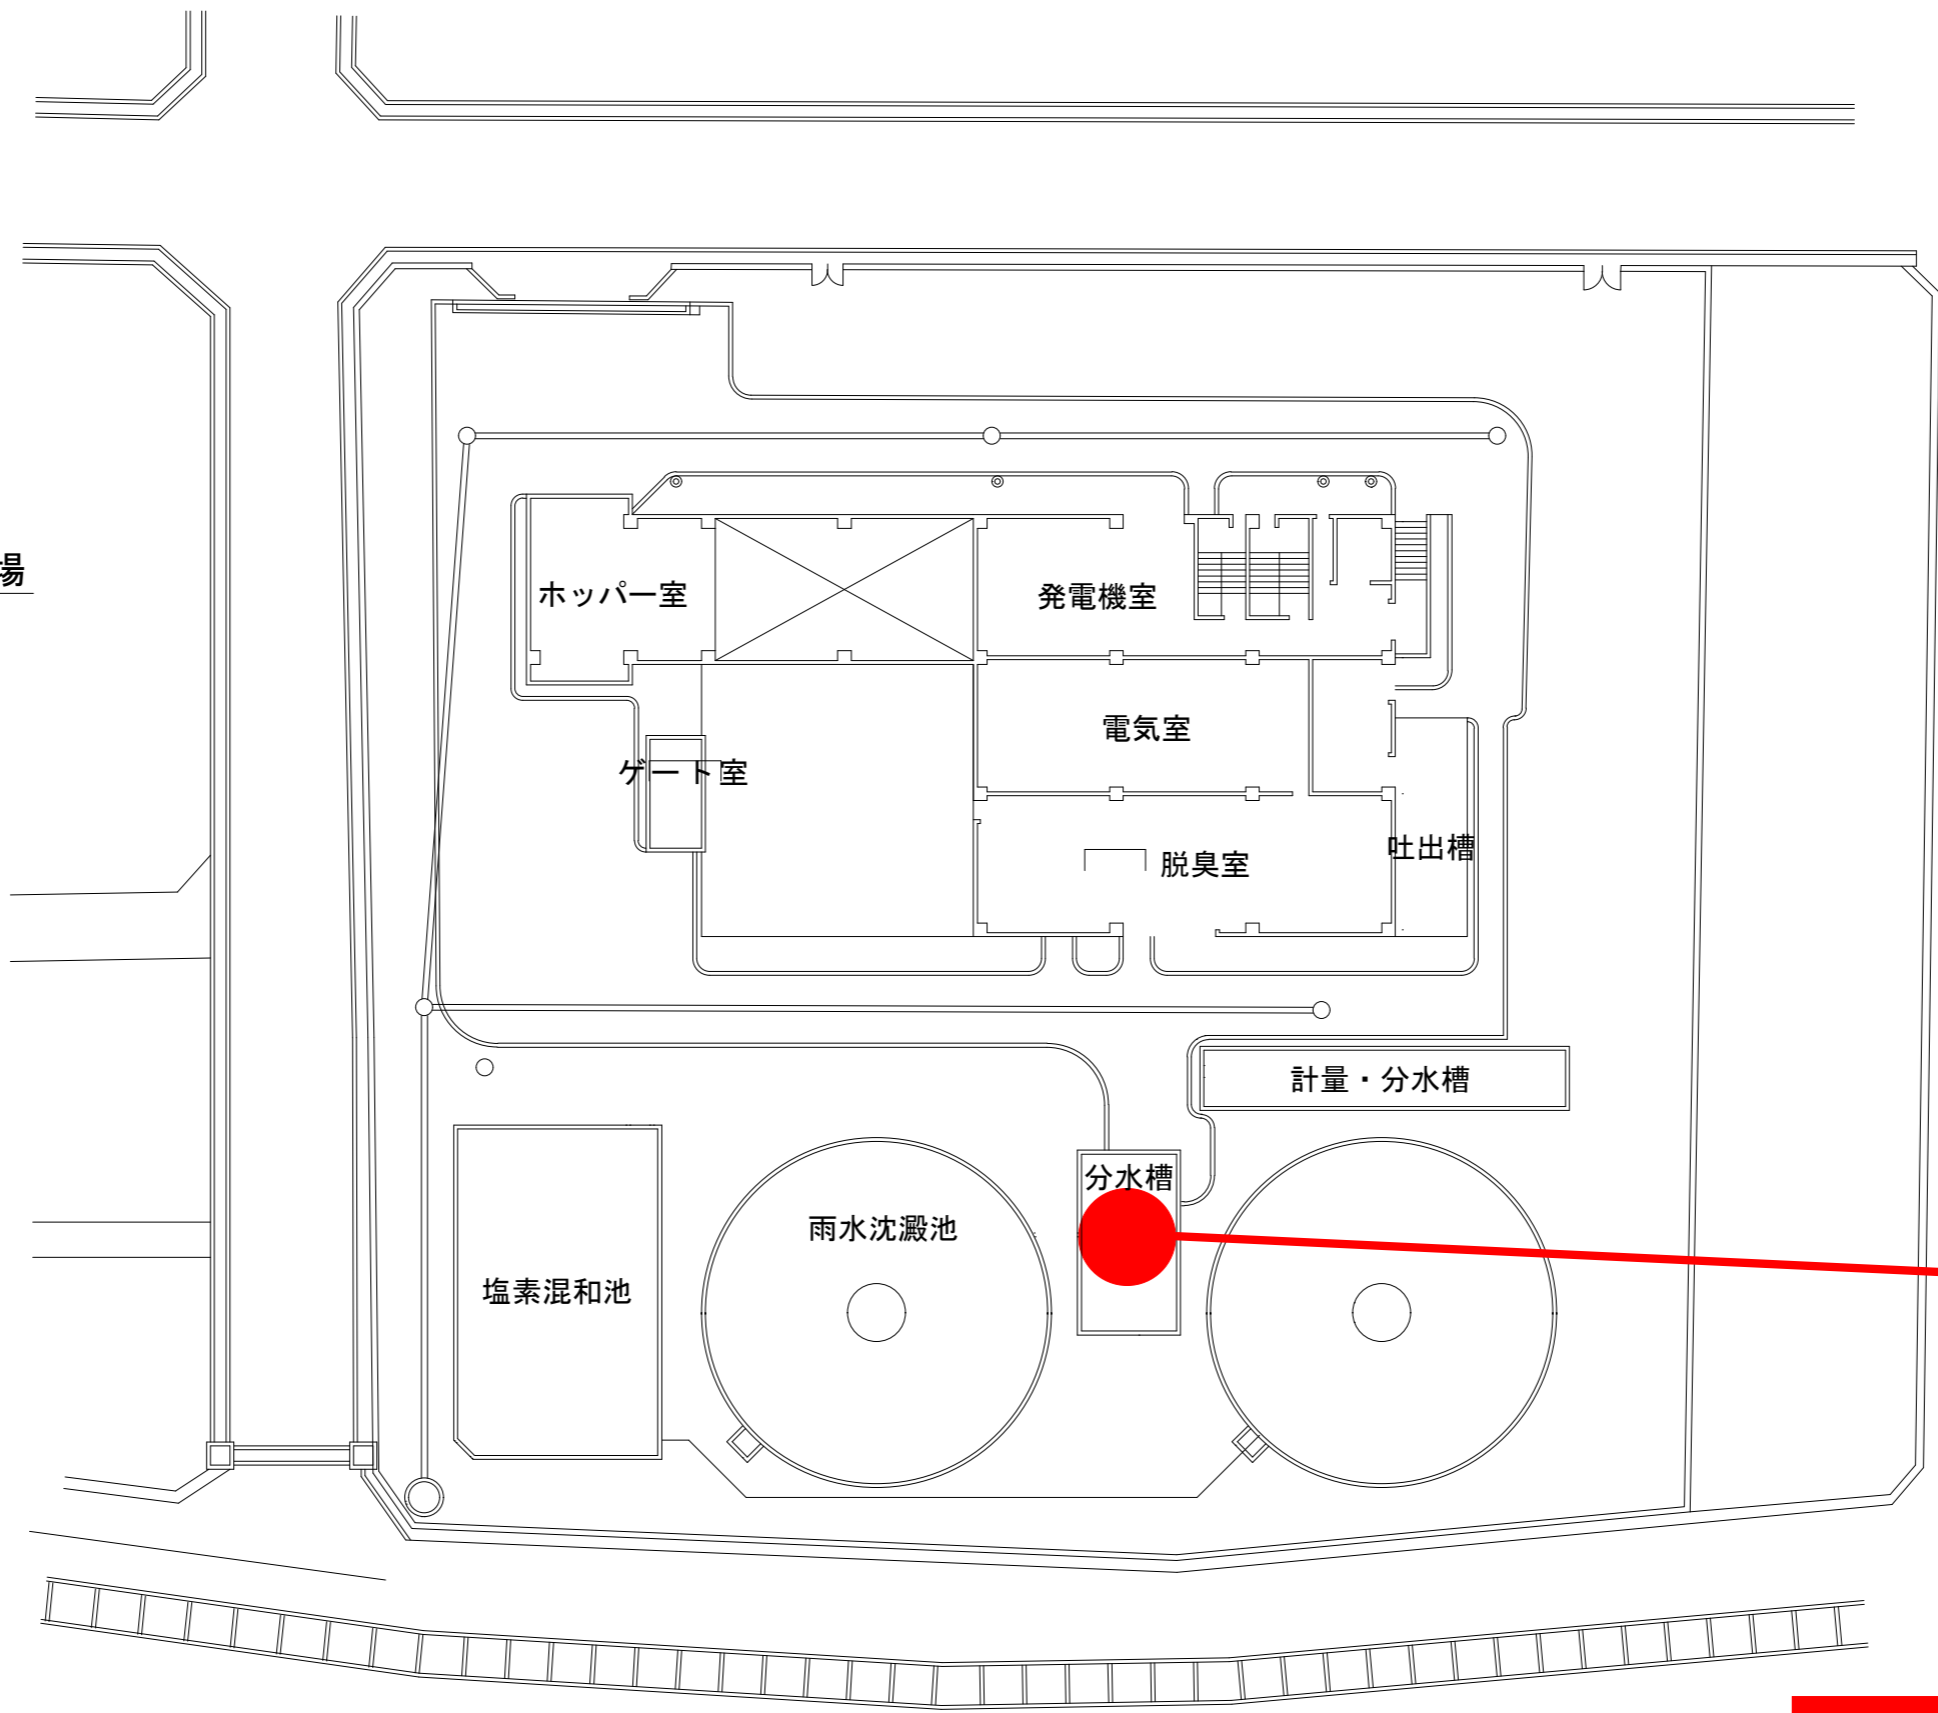 場
ホッパー室
発電機室
電気室
ゲート室
吐出槽
脱臭室
計量・分水槽
分水槽
雨水沈澱池
塩素混和池